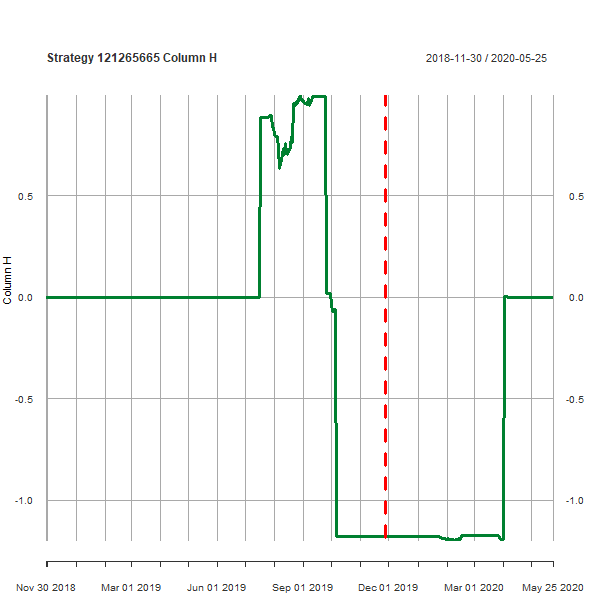 Strategy 121265665 Column H
2018-11-30 / 2020-05-25
0.5
0.5
0.0
0.0
-0.5
-0.5
-1.0
-1.0
Column H
Nov 30 2018
Mar 01 2019
Jun 01 2019
Sep 01 2019
Dec 01 2019
Mar 01 2020
May 25 2020